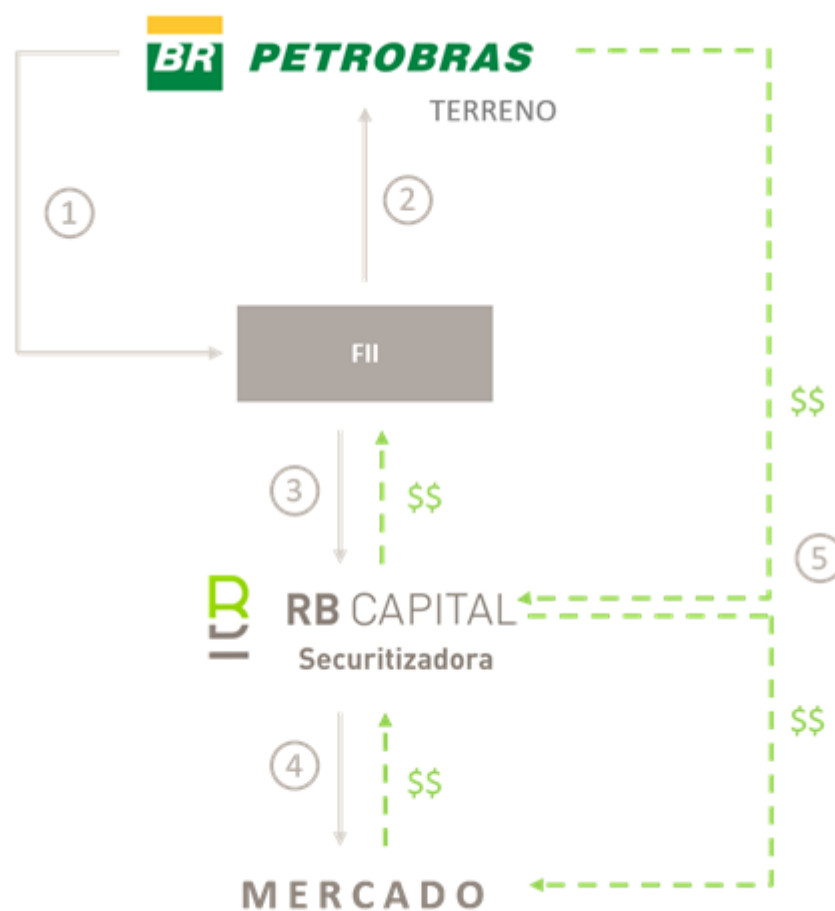 BR PETROBRAS
TERRENO
1
2
FII
$$
3
$$
5
RB CAPITAL
Securitizadora
$$
4
$$
MERCADO